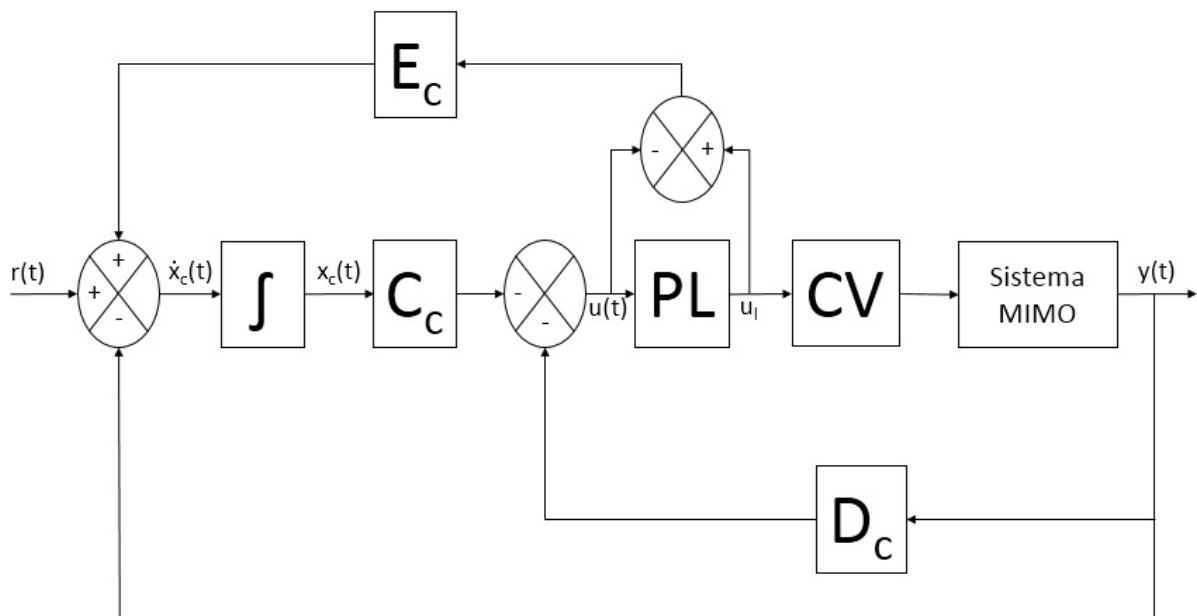 E_c
- +
r(t) + + - ẋ_c(t) ∫ x_c(t) C_c - - u(t) PL u_l CV Sistema
MIMO y(t)
D_c